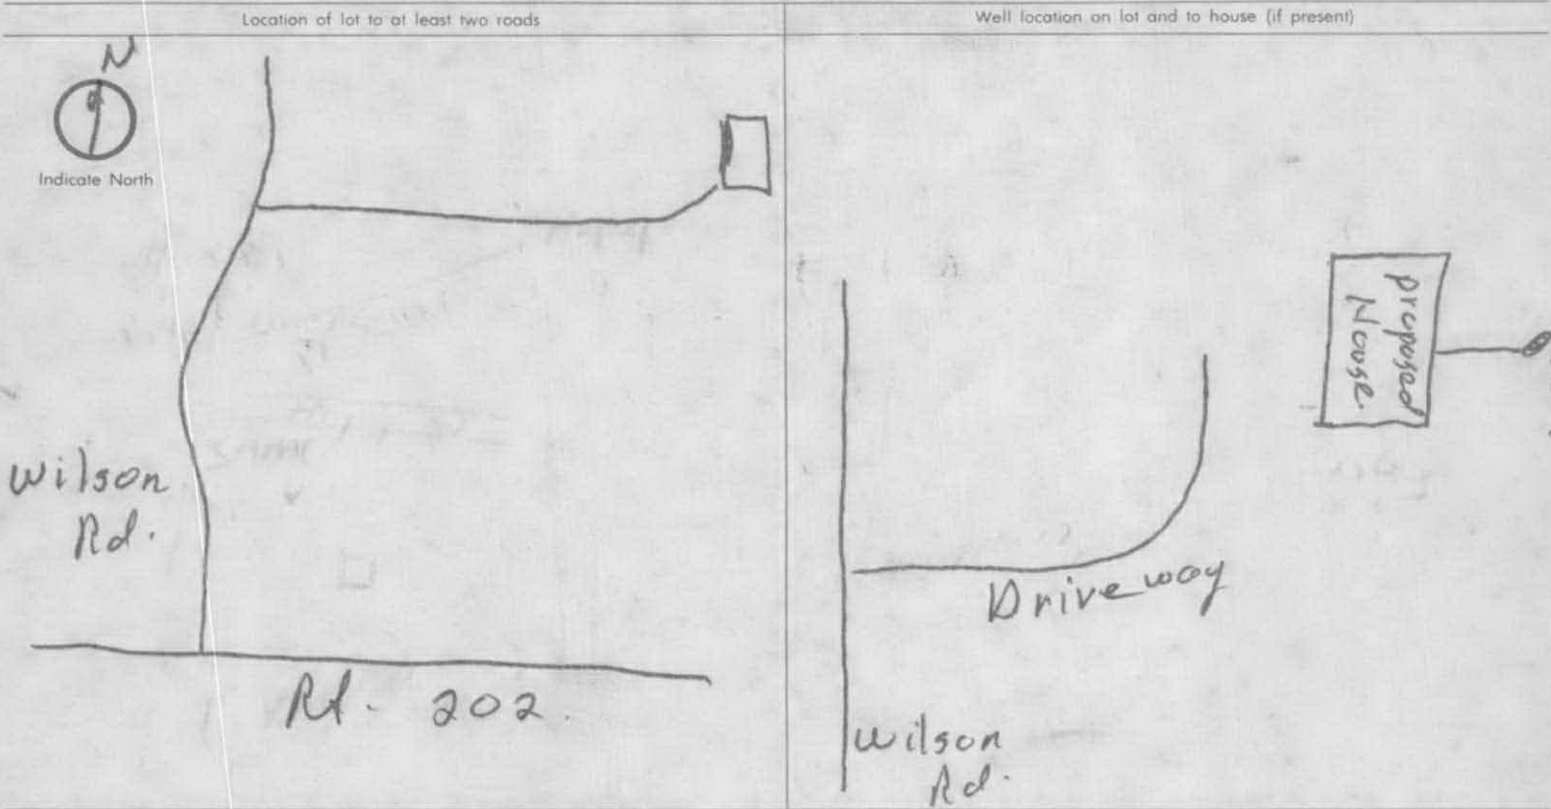 Location of lot to at least two roads
Well location on lot and to house (if present)
N
Indicate North
Wilson
Rd.
Rt. 202.
proposed
House.
Driveway
Wilson
Rd.